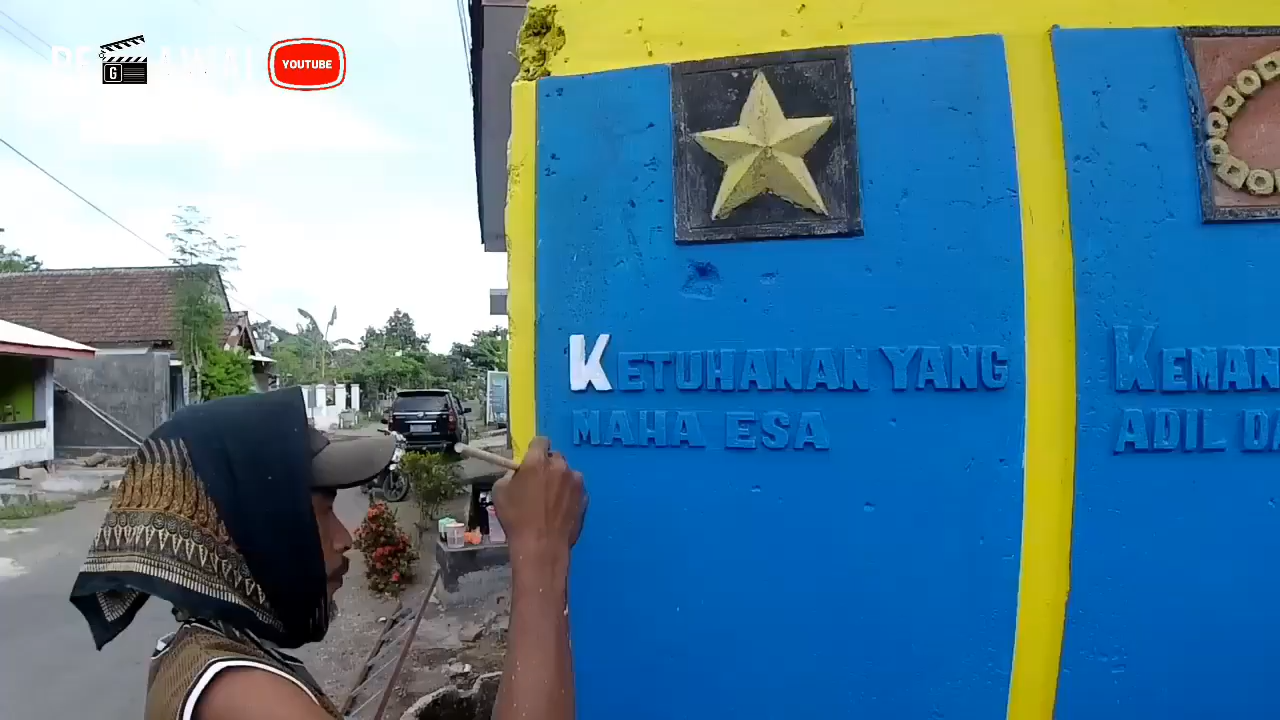 G
YOUTUBE
KETUHANAN YANG
MAHA ESA
KEMAN
ADIL DA